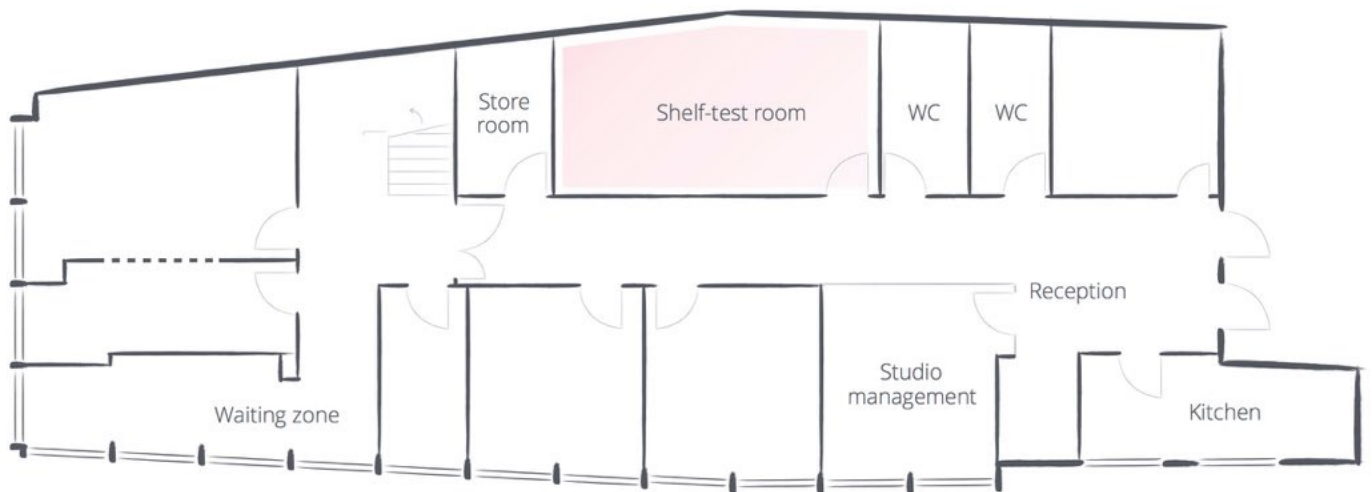 Store
room
Shelf-test room
WC
WC
Reception
Studio
management
Waiting zone
Kitchen